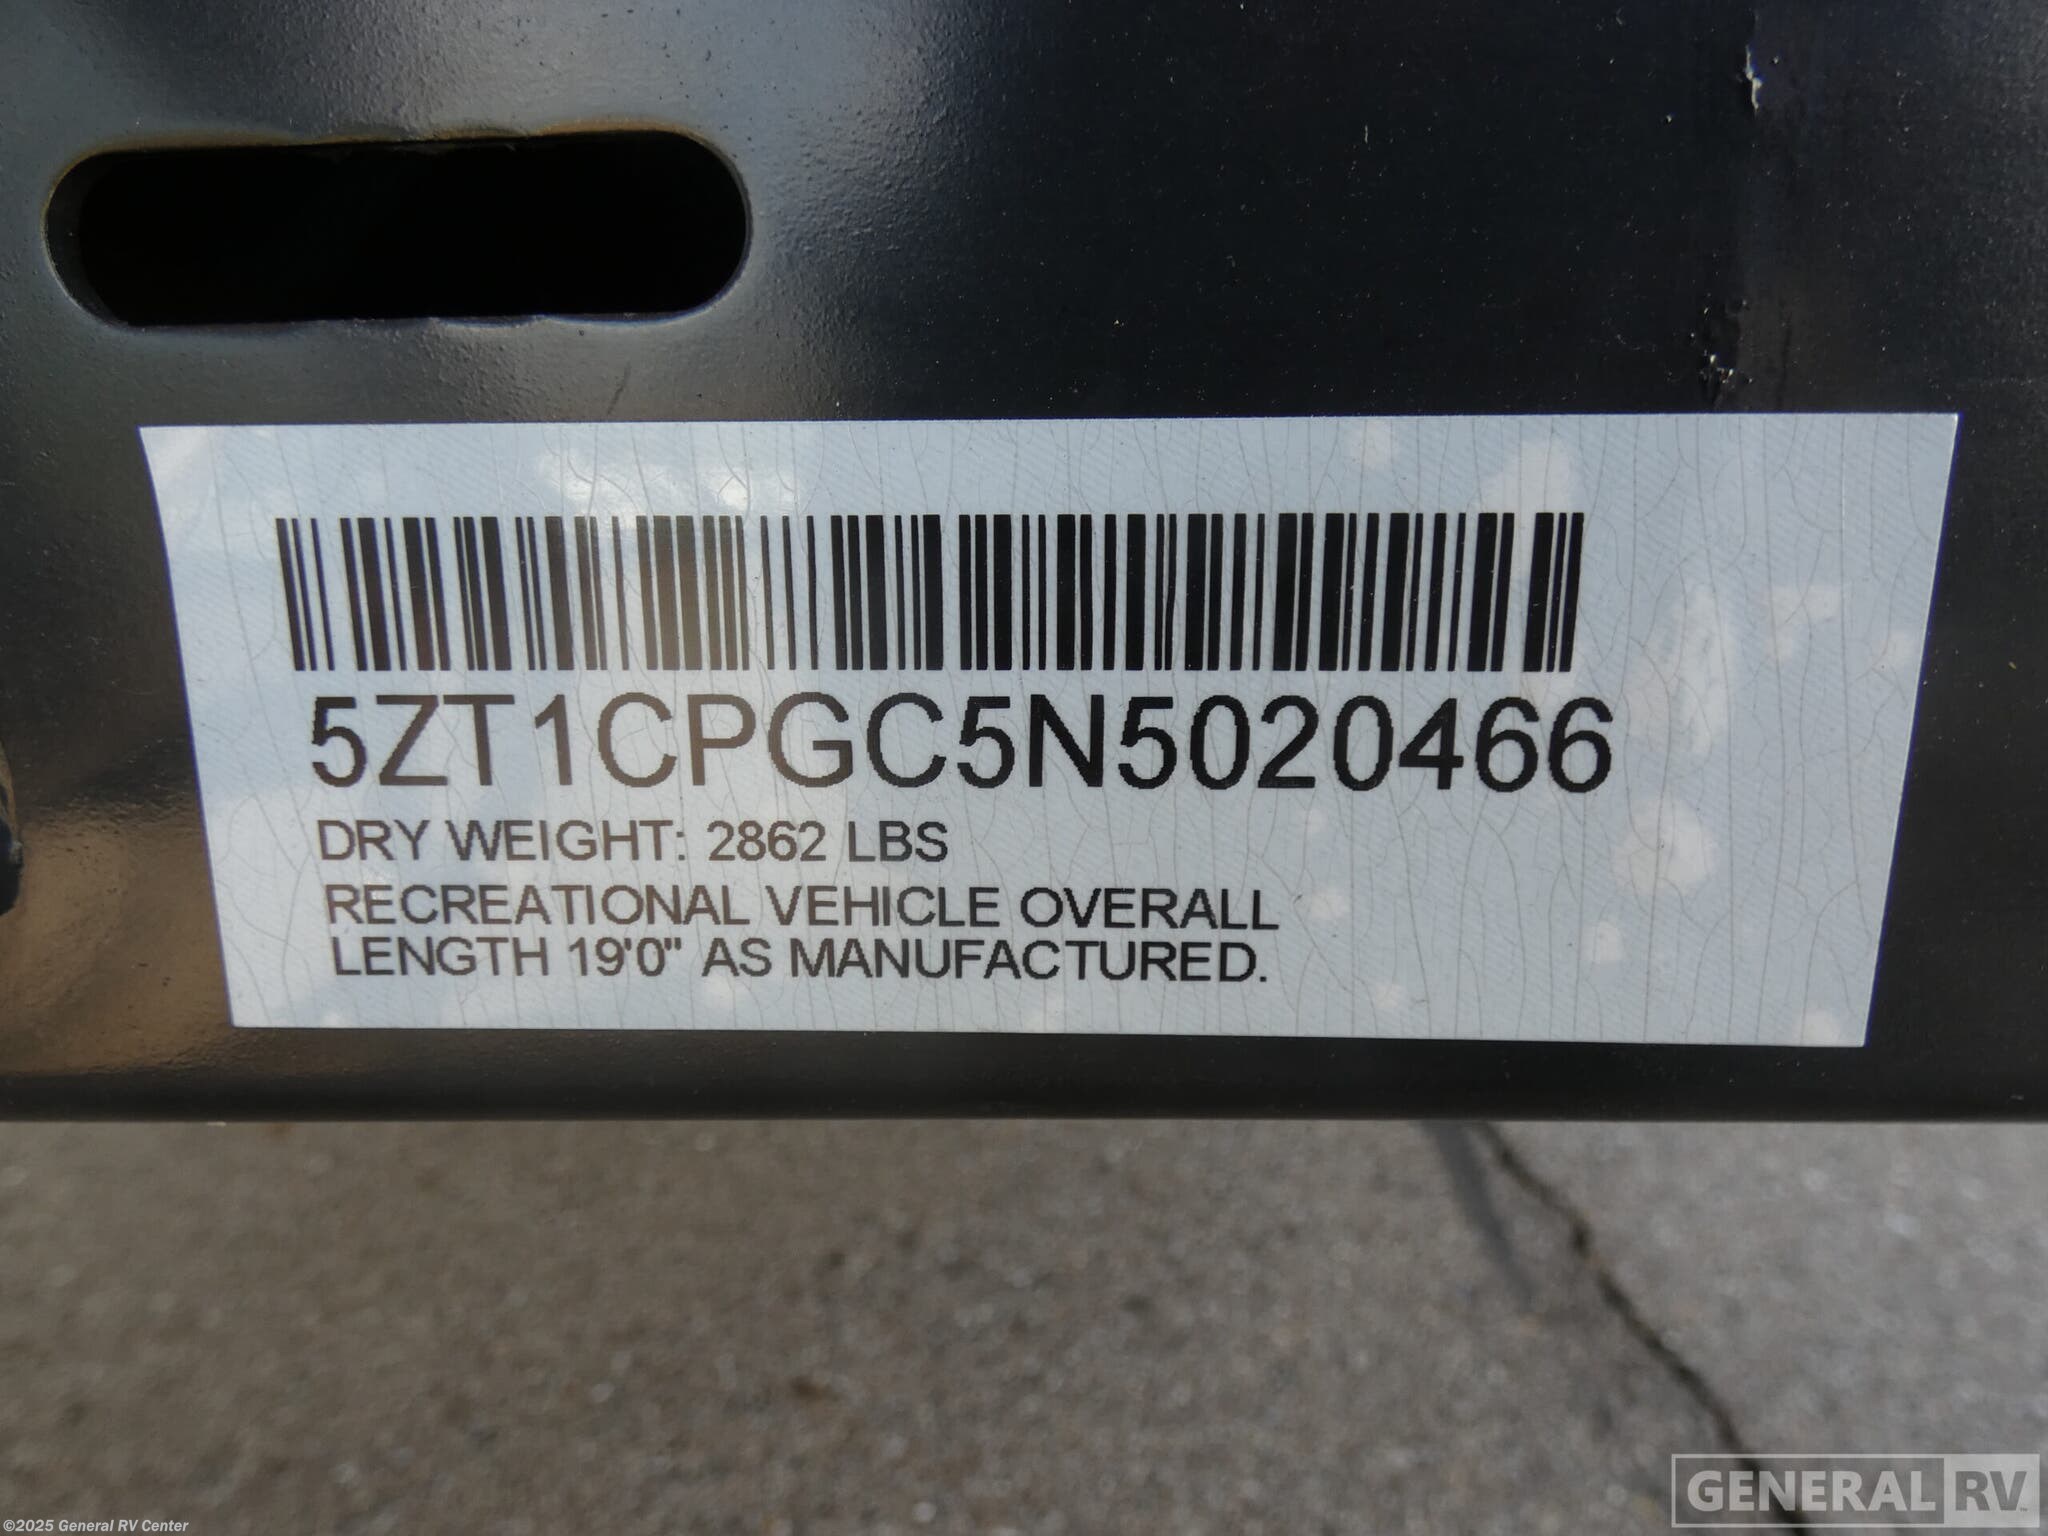 5ZT1CPGC5N5020466
DRY WEIGHT: 2862 LBS
RECREATIONAL VEHICLE OVERALL
LENGTH 19'0" AS MANUFACTURED.
GENERAL RV
©2025 General RV Center